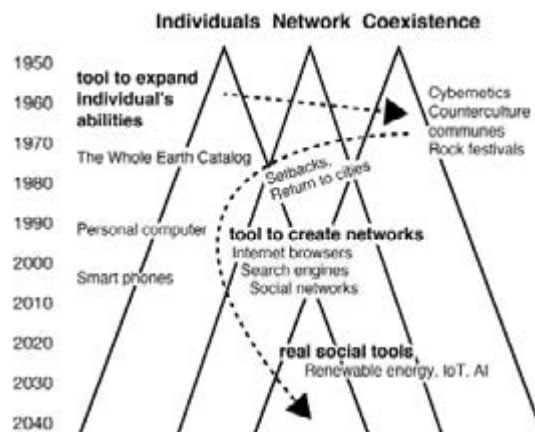 Individuals Network Coexistence
1950
1960
1970
1980
1990
2000
2010
2020
2030
2040
tool to expand
individual's
abilities
The Whole Earth Catalog
Personal computer
Smart phones
Cybernetics
Counterculture
communes
Rock festivals
Setbacks,
Return to cities
tool to create networks
Internet browsers
Search engines
Social networks
real social tools
Renewable energy, IoT, AI